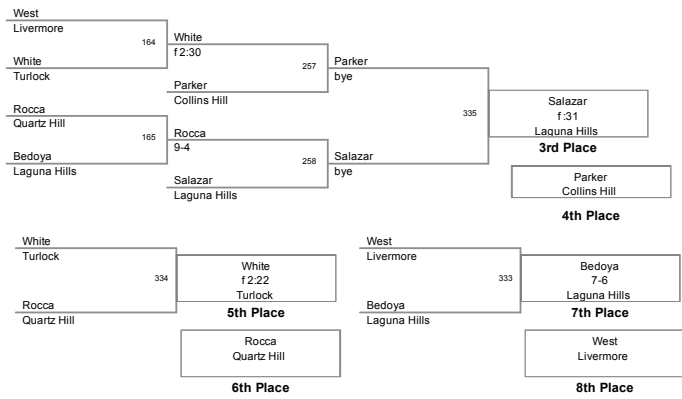 West
Livermore
164
White
f 2:30
White
Turlock
257
Parker
bye
Parker
Collins Hill
Rocca
Quartz Hill
335
Salazar
f :31
Laguna Hills
3rd Place
165
Rocca
9-4
Bedoya
Laguna Hills
258
Salazar
bye
Salazar
Laguna Hills
Parker
Collins Hill
4th Place
White
Turlock
334
White
f 2:22
Turlock
5th Place
Rocca
Quartz Hill
Rocca
Quartz Hill
6th Place
West
Livermore
333
Bedoya
7-6
Laguna Hills
7th Place
Bedoya
Laguna Hills
West
Livermore
8th Place